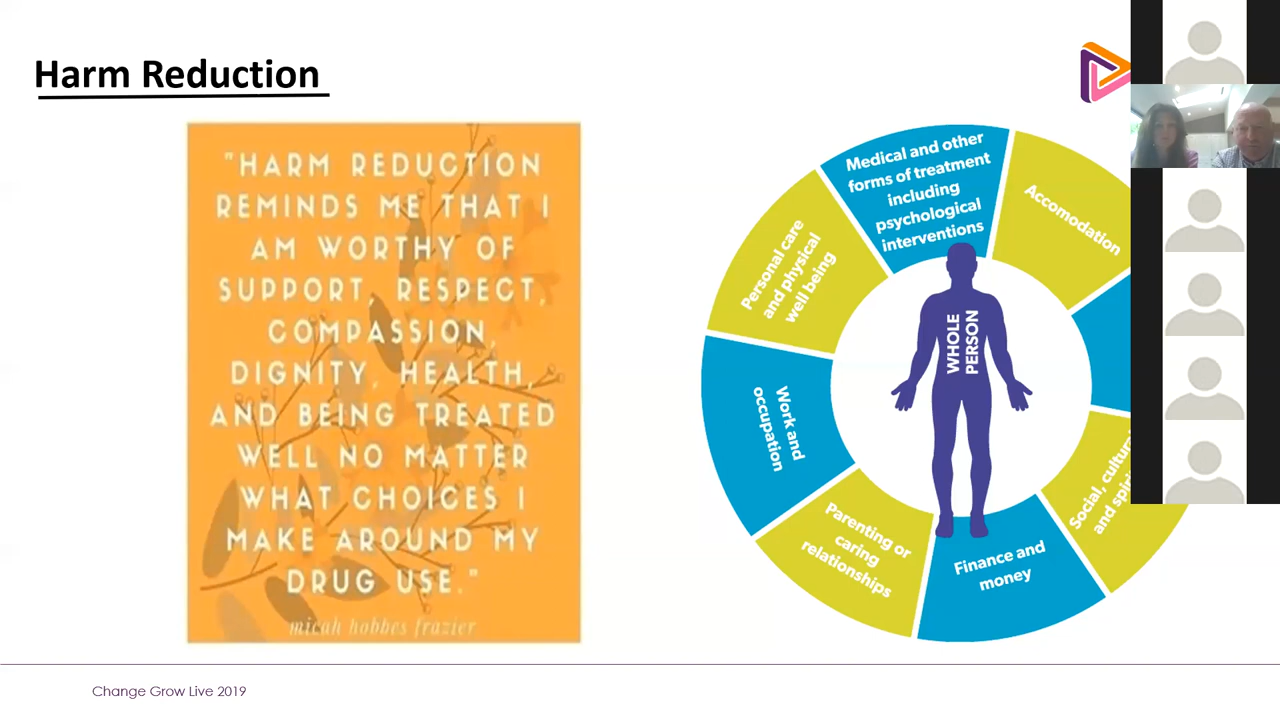 Harm Reduction
"HARM REDUCTION
REMINDS ME THAT I
AM WORTHY OF
SUPPORT, RESPECT,
COMPASSION,
DIGNITY, HEALTH,
AND BEING TREATED
WELL NO MATTER
WHAT CHOICES I
MAKE AROUND MY
DRUG USE."
micah hobbes frazier
Medical and other
forms of treatment
including
psychological
interventions
Accomodation
Social,
and
Finance and
money
Parenting or
caring
relationships
Work and
occupation
Personal care
and physical
well being
WHOLE
PERSON
Change Grow Live 2019